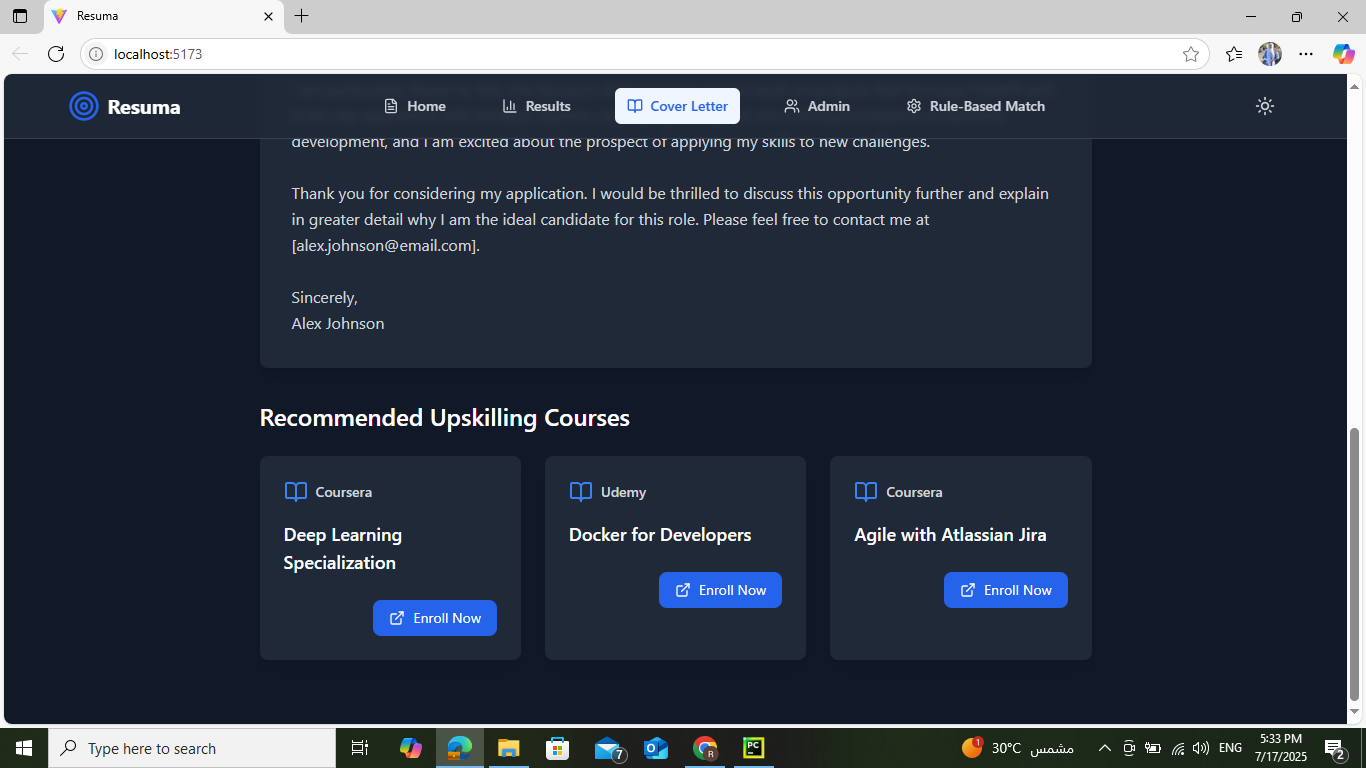 Resuma
localhost:5173
Resuma
Home
Results
Cover Letter
Admin
Rule-Based Match
development, and I am excited about the prospect of applying my skills to new challenges.
Thank you for considering my application. I would be thrilled to discuss this opportunity further and explain
in greater detail why I am the ideal candidate for this role. Please feel free to contact me at
[alex.johnson@email.com].
Sincerely,
Alex Johnson
Recommended Upskilling Courses
Coursera
Deep Learning
Specialization
Enroll Now
Udemy
Docker for Developers
Enroll Now
Coursera
Agile with Atlassian Jira
Enroll Now
Type here to search
7
PC
1
30°C مشمس
ENG
5:33 PM
7/17/2025
2